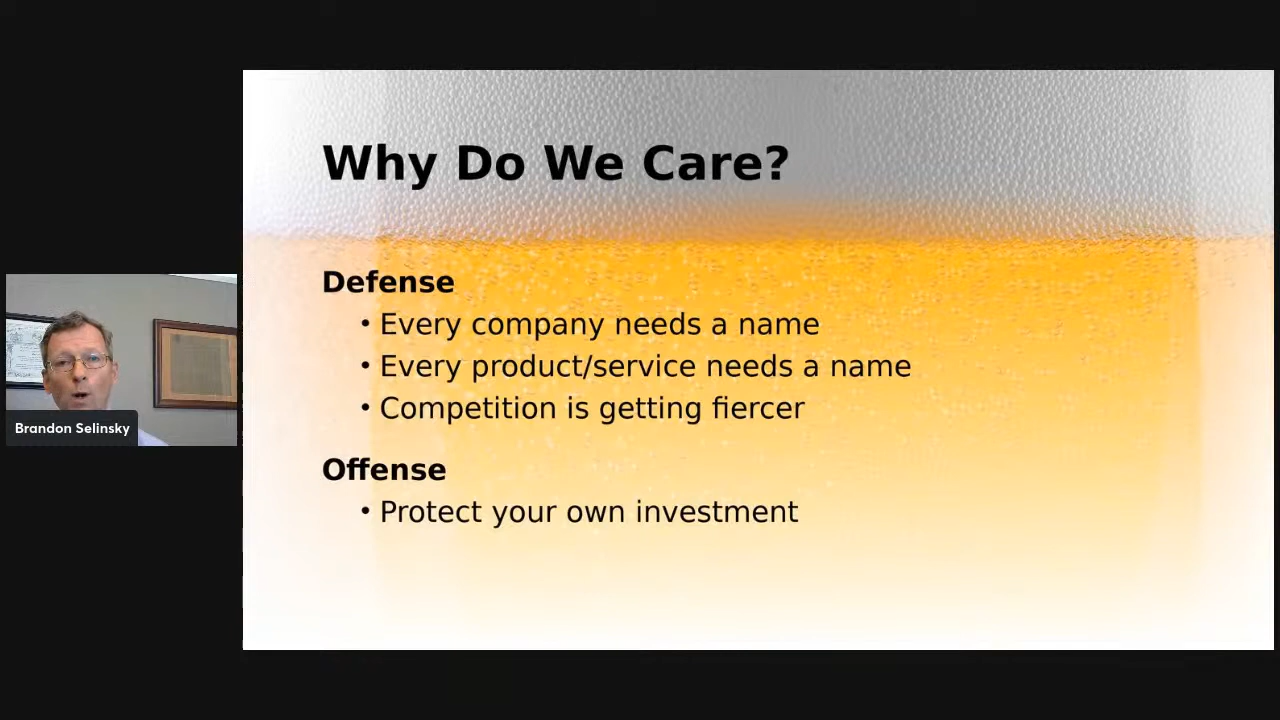 Why Do We Care?
Defense
• Every company needs a name
• Every product/service needs a name
• Competition is getting fiercer
Offense
• Protect your own investment
Brandon Selinsky